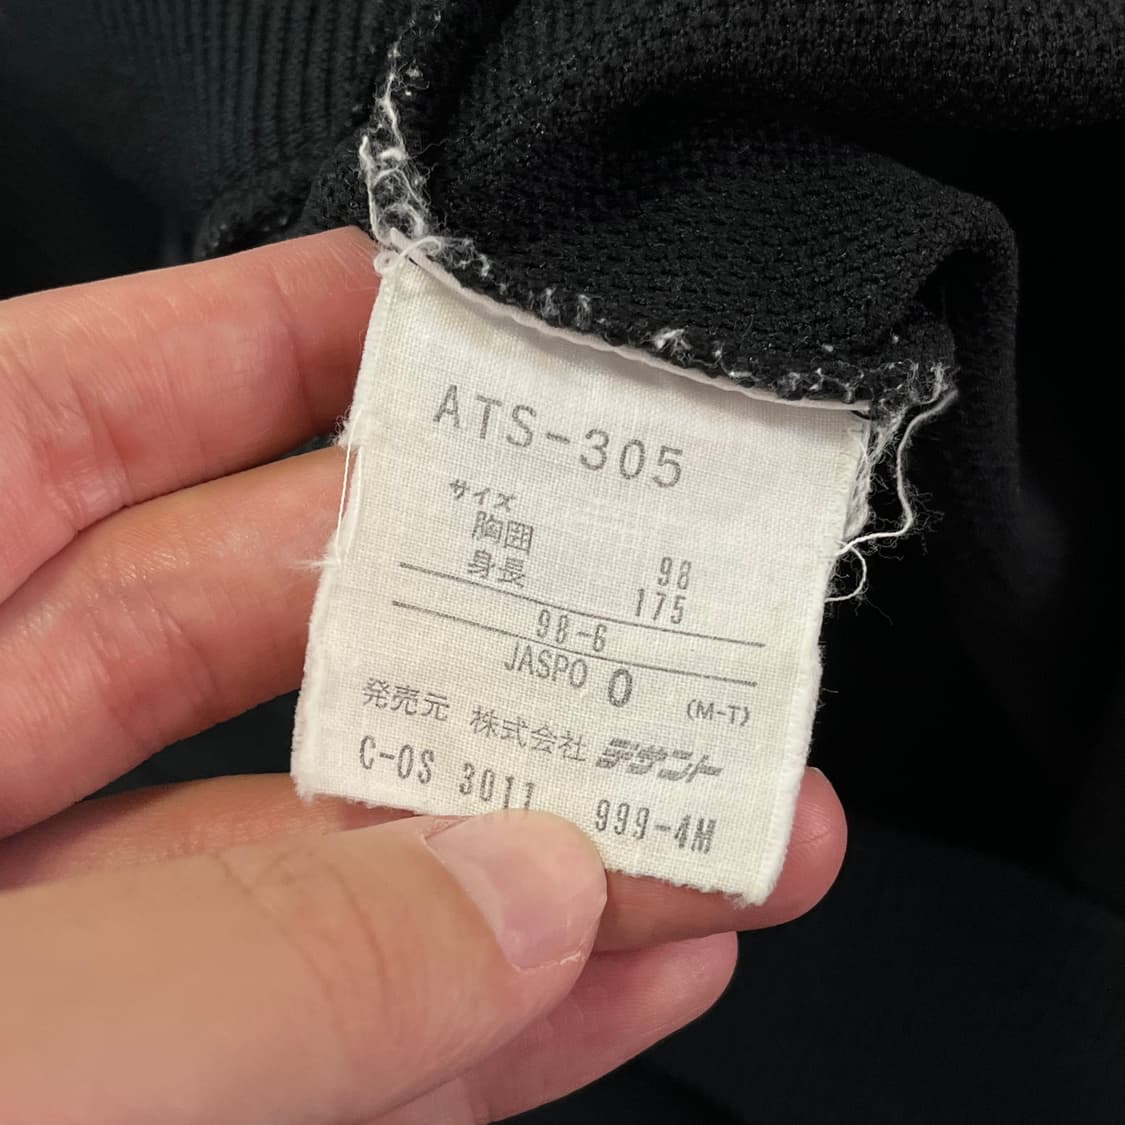 ATS-305
サイズ
胸囲 98
身長 175
98-6
JASPO O (M-T)
発売元 株式会社 デサント
C-OS 3011 999-4M